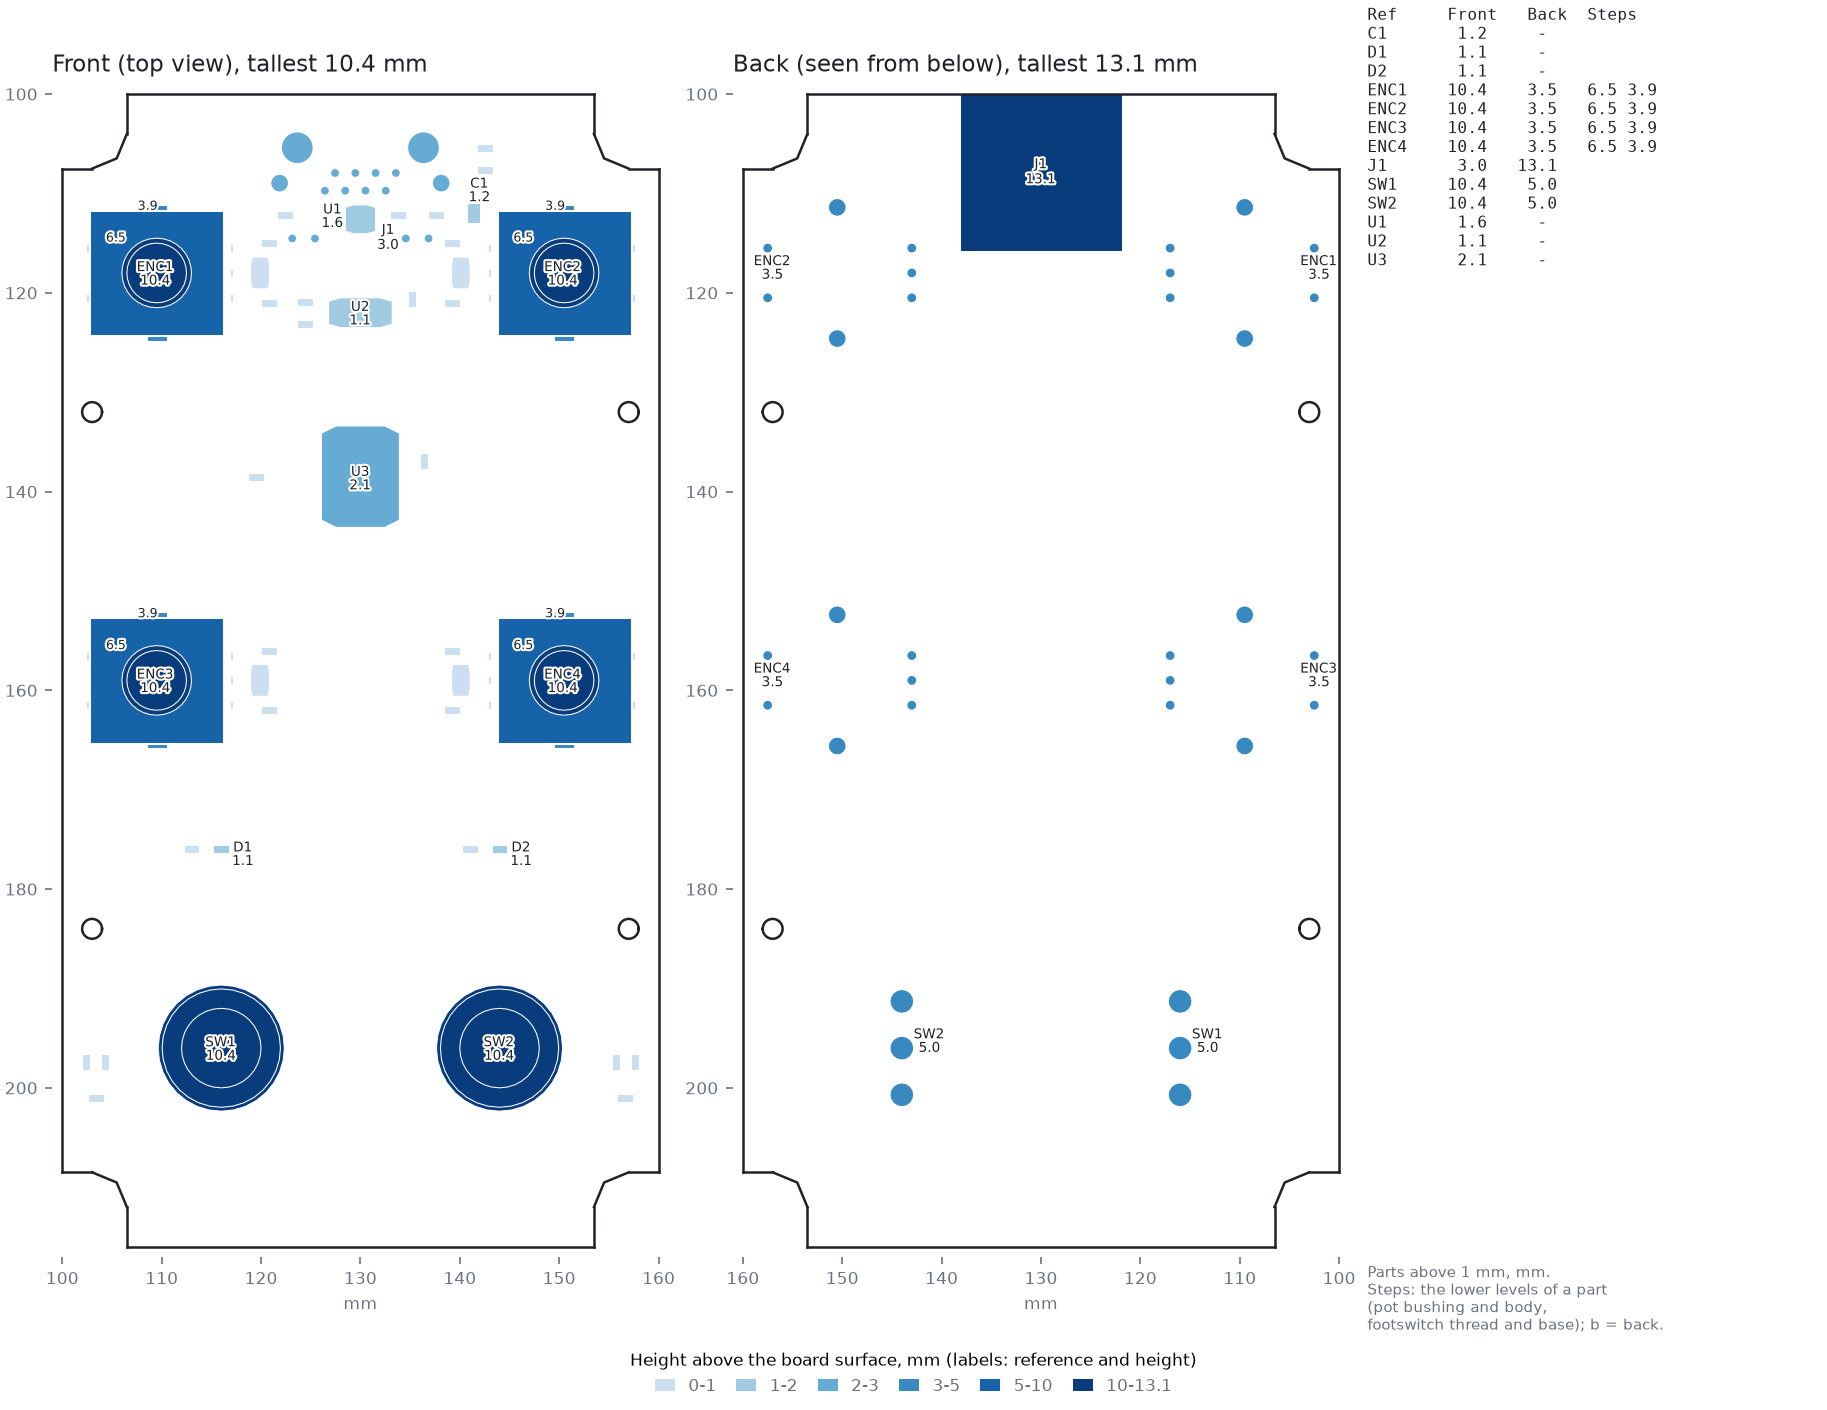 Ref Front Back Steps
C1 1.2 -
D1 1.1 -
D2 1.1 -
ENC1 10.4 3.5 6.5 3.9
ENC2 10.4 3.5 6.5 3.9
ENC3 10.4 3.5 6.5 3.9
ENC4 10.4 3.5 6.5 3.9
J1 3.0 13.1
SW1 10.4 5.0
SW2 10.4 5.0
U1 1.6 -
U2 1.1 -
U3 2.1 -
Front (top view), tallest 10.4 mm
100
120
140
160
180
200
C1
1.2
U1
1.6
J1
3.0
3.9
6.5
ENC1
10.4
3.9
6.5
ENC2
10.4
U2
1.1
U3
2.1
3.9
6.5
ENC3
10.4
3.9
6.5
ENC4
10.4
D1
1.1
D2
1.1
SW1
10.4
SW2
10.4
100 110 120 130 140 150 160
mm
Back (seen from below), tallest 13.1 mm
100
120
140
160
180
200
J1
13.1
ENC2
3.5
ENC1
3.5
ENC4
3.5
ENC3
3.5
SW2
5.0
SW1
5.0
160 150 140 130 120 110 100
mm
Parts above 1 mm, mm.
Steps: the lower levels of a part
(pot bushing and body,
footswitch thread and base); b = back.
Height above the board surface, mm (labels: reference and height)
0-1 1-2 2-3 3-5 5-10 10-13.1